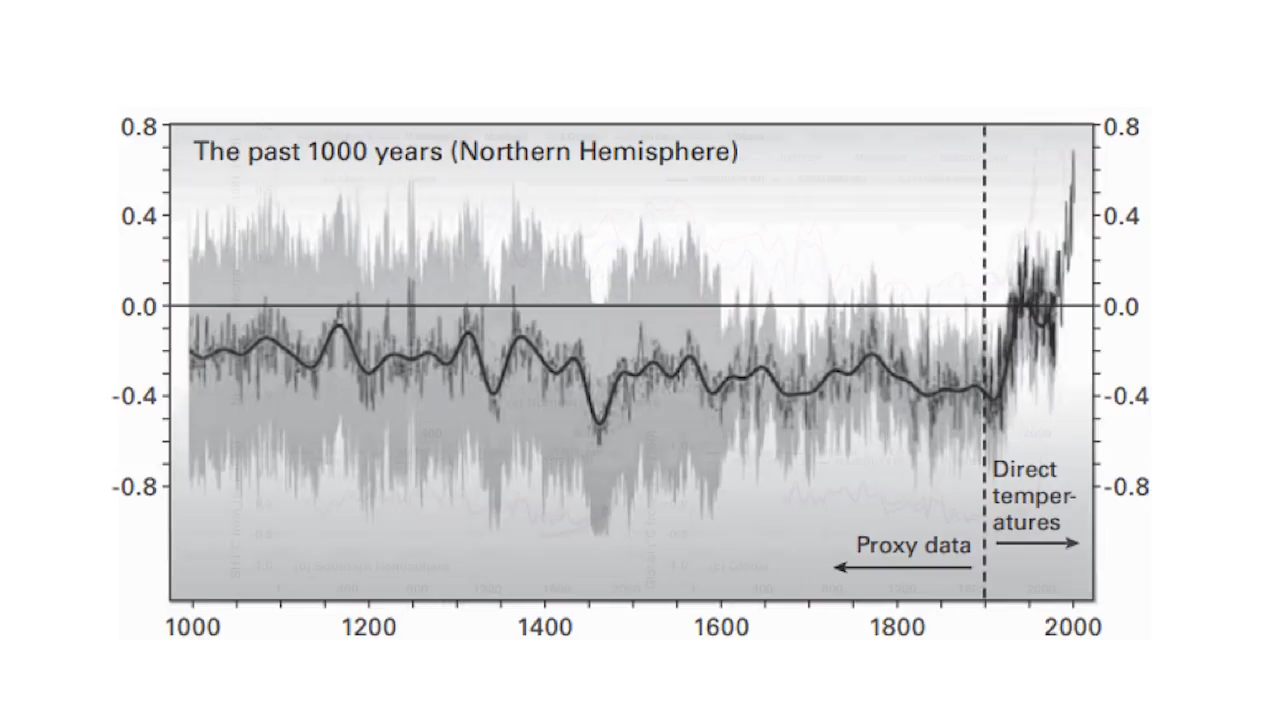 The past 1000 years (Northern Hemisphere)
0.8
0.4
0.0
-0.4
-0.8
0.8
0.4
0.0
-0.4
-0.8
Direct
temper-
atures
Proxy data
1000 1200 1400 1600 1800 2000